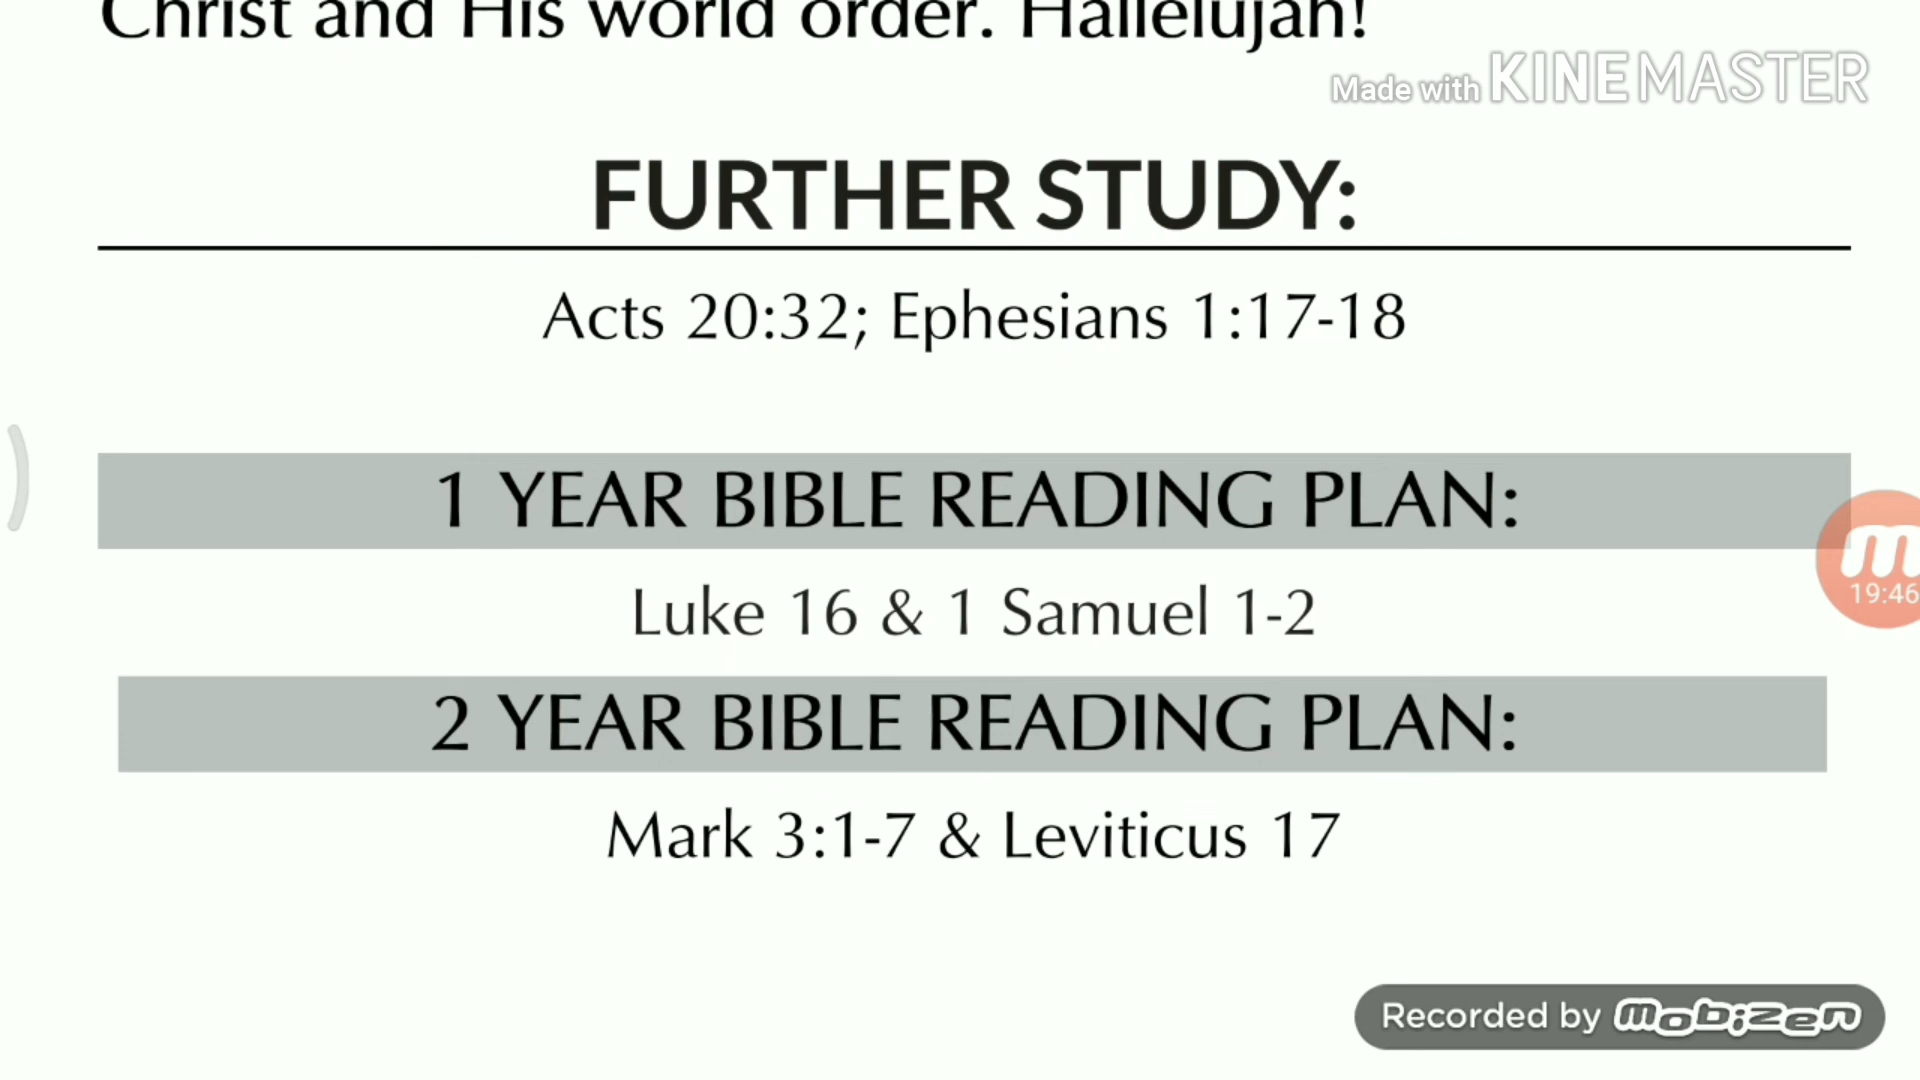 Christ and His world order. Hallelujah!
Made with KINEMASTER
FURTHER STUDY:
Acts 20:32; Ephesians 1:17-18
1 YEAR BIBLE READING PLAN:
19:46
Luke 16 & 1 Samuel 1-2
2 YEAR BIBLE READING PLAN:
Mark 3:1-7 & Leviticus 17
Recorded by mobizen